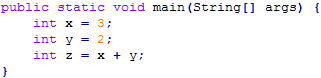 public static void main(String[] args) {
    int x = 3;
    int y = 2;
    int z = x + y;
}